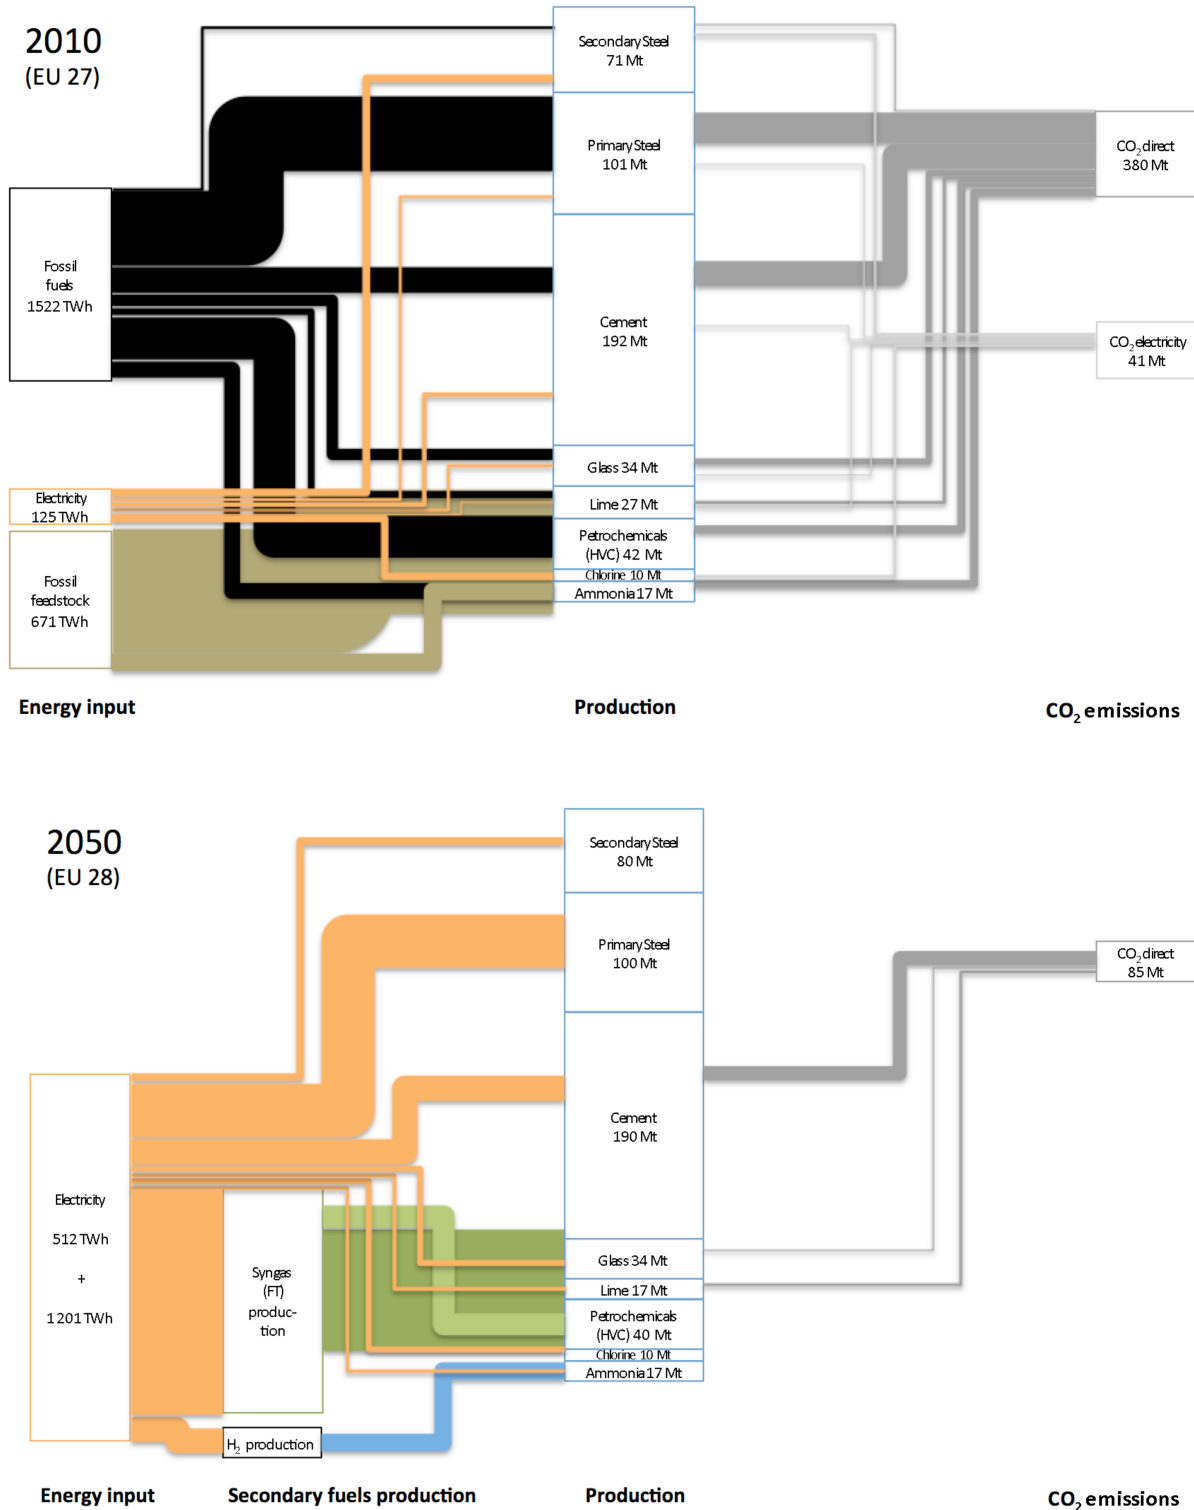 2010
(EU 27)
Secondary Steel
71 Mt
Primary Steel
101 Mt
CO2 direct
380 Mt
Fossil
fuels
1522 TWh
Cement
192 Mt
CO2 electricity
41 Mt
Glass 34 Mt
Electricity
125 TWh
Lime 27 Mt
Petrochemicals
(HVC) 42 Mt
Chlorine 10 Mt
Ammonia 17 Mt
Fossil
feedstock
671 TWh
Energy input
Production
CO2 emissions
2050
(EU 28)
Secondary Steel
80 Mt
Primary Steel
100 Mt
CO2 direct
85 Mt
Cement
190 Mt
Electricity
512 TWh
+
1201 TWh
Syngas
(FT)
produc-
tion
Glass 34 Mt
Lime 17 Mt
Petrochemicals
(HVC) 40 Mt
Chlorine 10 Mt
Ammonia 17 Mt
H2 production
Energy input
Secondary fuels production
Production
CO2 emissions